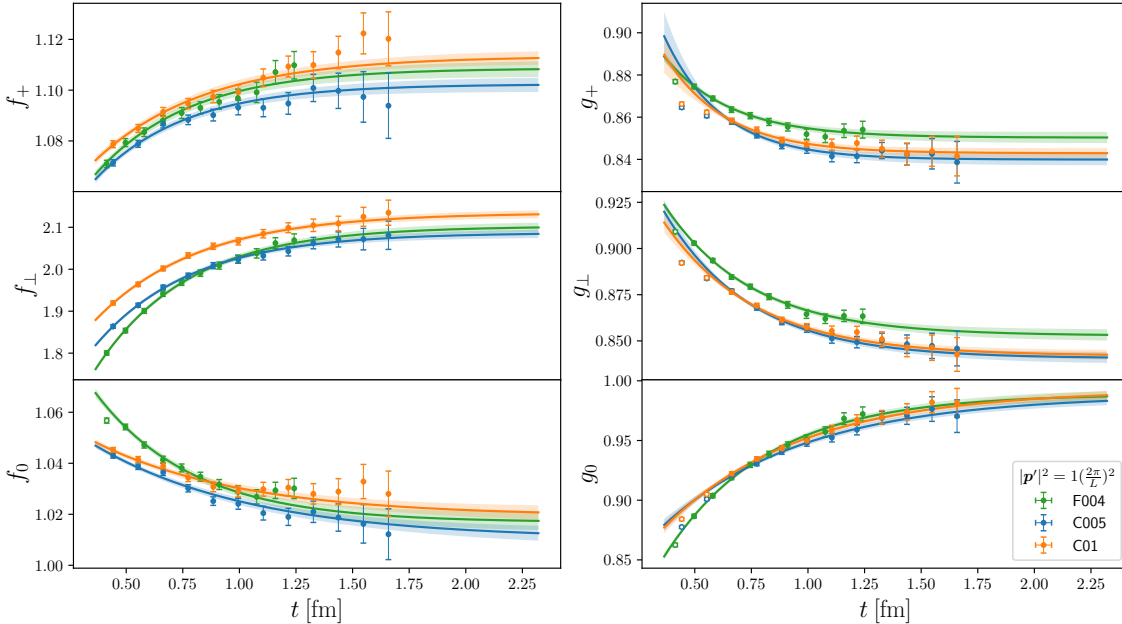 1.12
1.10
1.08
f₊
2.1
2.0
1.9
1.8
f⊥
1.06
1.04
1.02
1.00
f₀
0.50 0.75 1.00 1.25 1.50 1.75 2.00 2.25
t [fm]
0.90
0.88
0.86
0.84
g₊
0.925
0.900
0.875
0.850
g⊥
1.00
0.95
0.90
0.85
g₀
|p′|² = 1(2π/L)²
F004
C005
C01
0.50 0.75 1.00 1.25 1.50 1.75 2.00 2.25
t [fm]